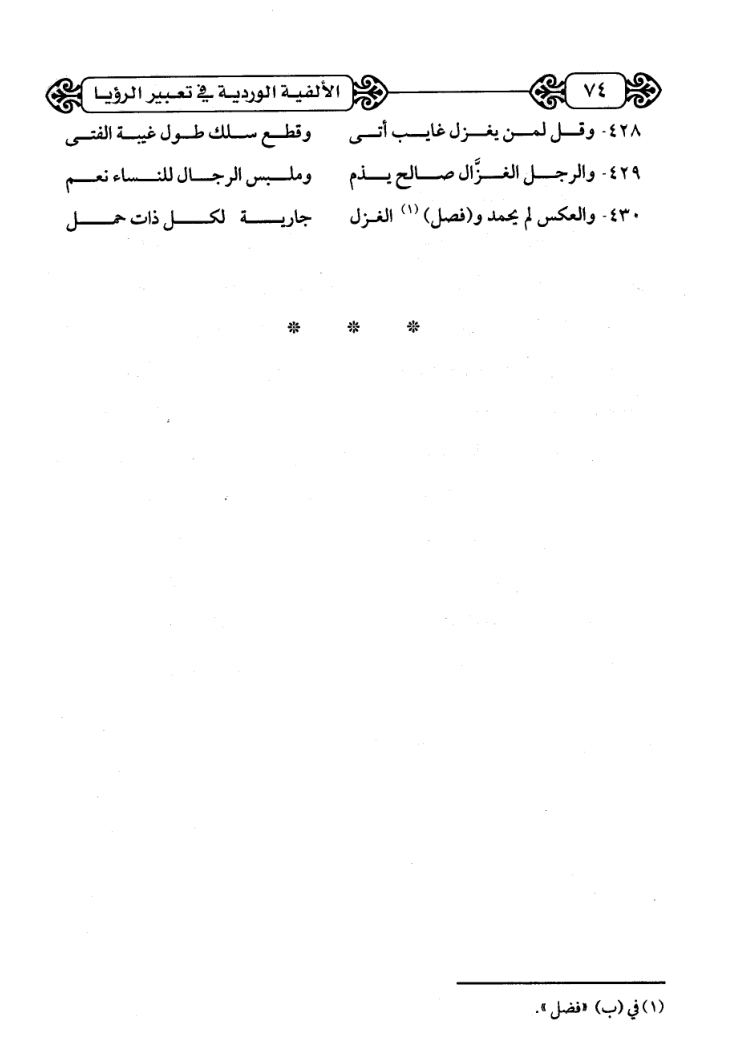 ٧٤ الألفية الوردية في تعبير الرؤيا
٤٢٨- وقل لمن يغزل غايب أتى وقطع سلك طول غيبة الفتى
٤٢٩- والرجل الغزَّال صالح يذم وملبس الرجال للنساء نعم
٤٣٠- والعكس لم يحمد و(فصل) (١) الغزل جارية لكل ذات حمل
* * *
(١) في (ب) «فضل».